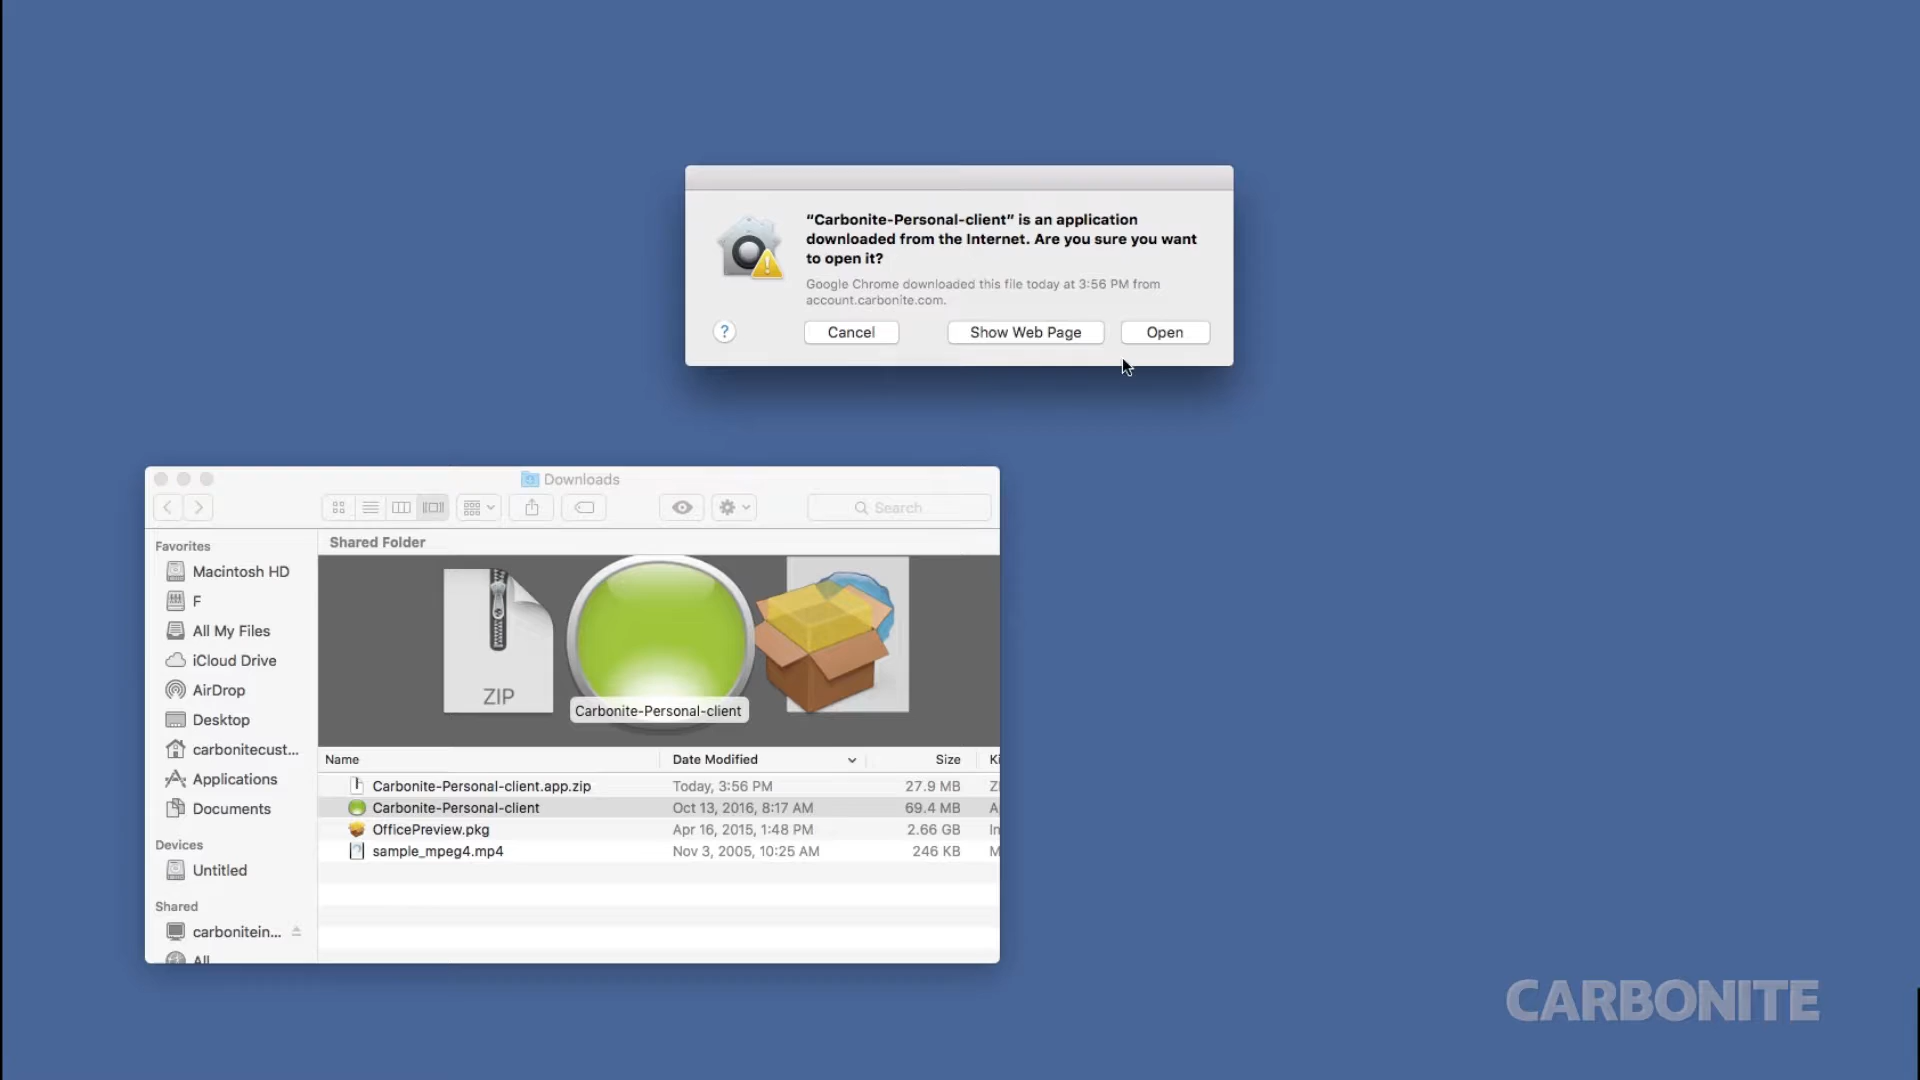 “Carbonite-Personal-client” is an application
downloaded from the Internet. Are you sure you want
to open it?
Google Chrome downloaded this file today at 3:56 PM from
account.carbonite.com.
?
Cancel
Show Web Page
Open
Downloads
Search
Favorites
Macintosh HD
F
All My Files
iCloud Drive
AirDrop
Desktop
carbonitecust...
Applications
Documents
Devices
Untitled
Shared
carbonitein...
All
Shared Folder
ZIP
Carbonite-Personal-client
Name Date Modified Size Ki
Carbonite-Personal-client.app.zip Today, 3:56 PM 27.9 MB Z
Carbonite-Personal-client Oct 13, 2016, 8:17 AM 69.4 MB A
OfficePreview.pkg Apr 16, 2015, 1:48 PM 2.66 GB In
sample_mpeg4.mp4 Nov 3, 2005, 10:25 AM 246 KB M
CARBONITE